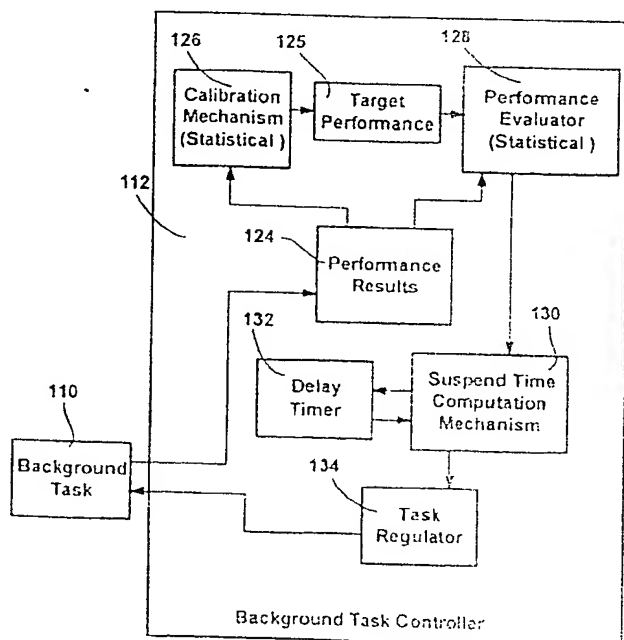 126
125
128
Calibration
Mechanism
(Statistical )
Target
Performance
Performance
Evaluator
(Statistical )
112
124
Performance
Results
130
132
Delay
Timer
Suspend Time
Computation
Mechanism
110
Background
Task
134
Task
Regulator
Background Task Controller